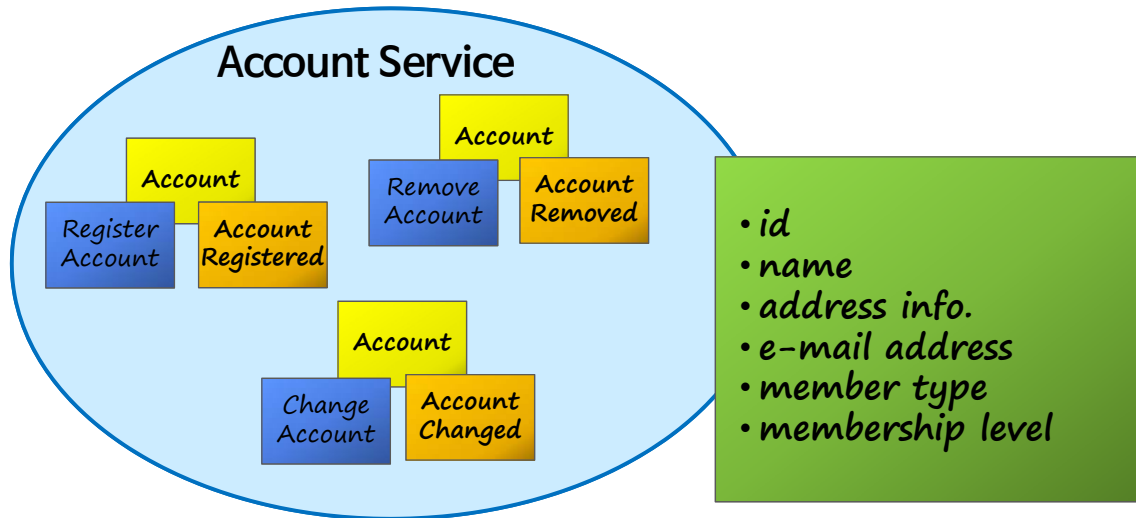 Account Service
Account
Register
Account
Account
Registered
Account
Remove
Account
Account
Removed
Account
Change
Account
Account
Changed
• id
• name
• address info.
• e-mail address
• member type
• membership level